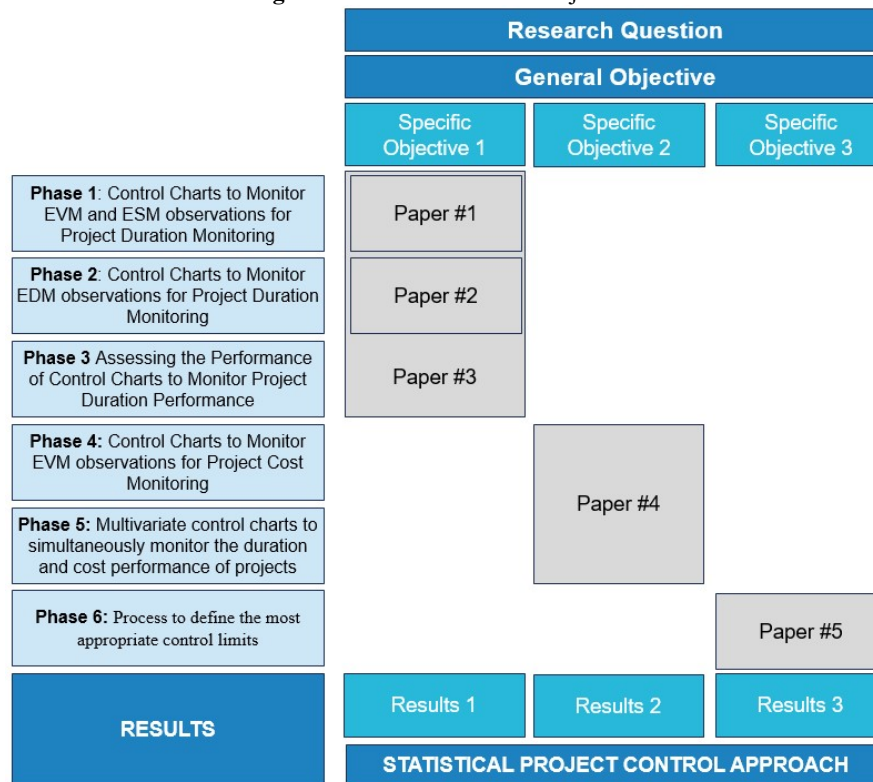 Research Question
General Objective
Specific
Objective 1
Specific
Objective 2
Specific
Objective 3
Phase 1: Control Charts to Monitor
EVM and ESM observations for
Project Duration Monitoring
Paper #1
Phase 2: Control Charts to Monitor
EDM observations for Project Duration
Monitoring
Paper #2
Phase 3 Assessing the Performance
of Control Charts to Monitor Project
Duration Performance
Paper #3
Phase 4: Control Charts to Monitor
EVM observations for Project Cost
Monitoring
Paper #4
Phase 5: Multivariate control charts to
simultaneously monitor the duration
and cost performance of projects
Phase 6: Process to define the most
appropriate control limits
Paper #5
RESULTS
Results 1
Results 2
Results 3
STATISTICAL PROJECT CONTROL APPROACH